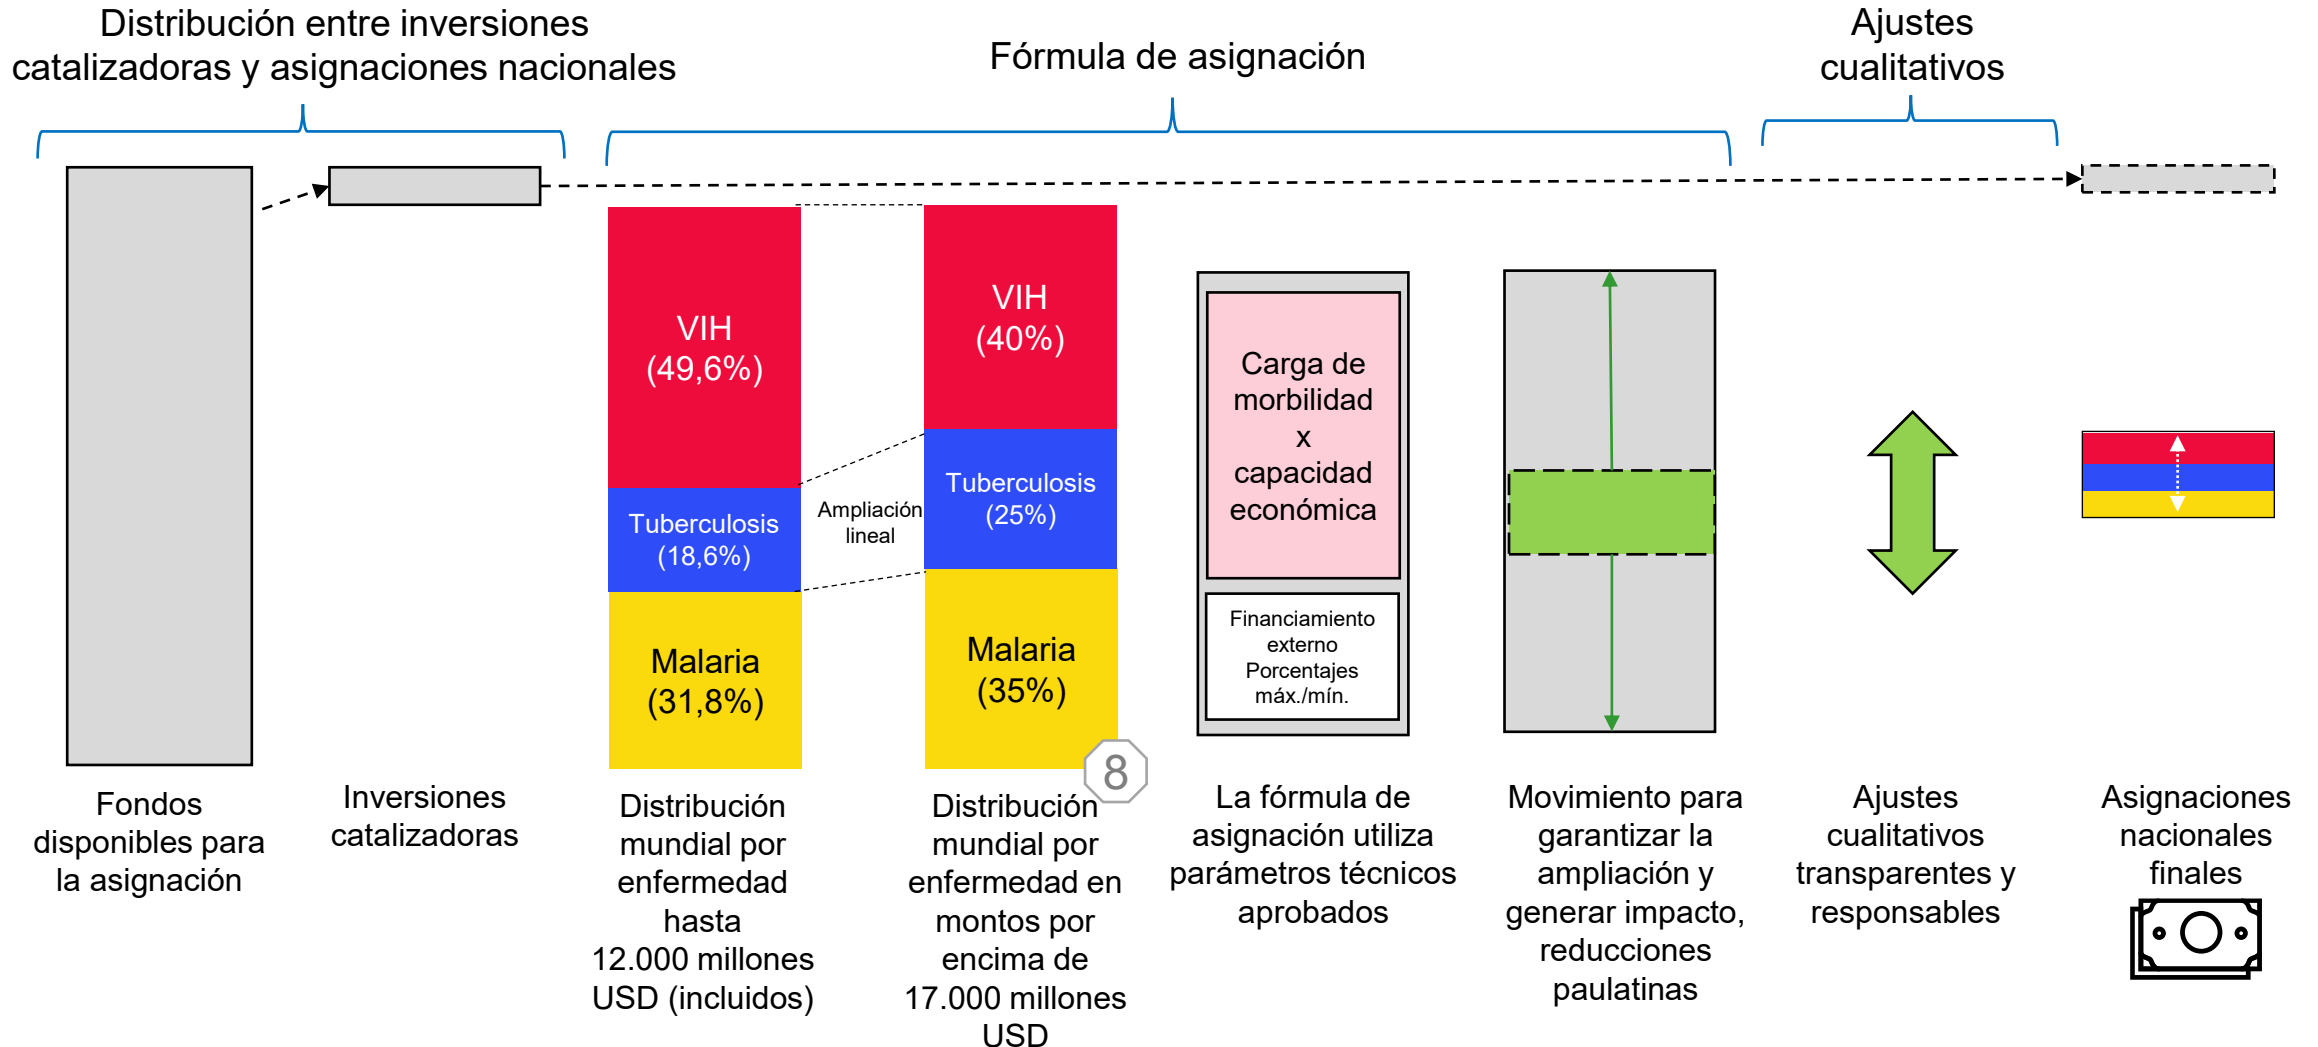 Distribución entre inversiones
catalizadoras y asignaciones nacionales
Fórmula de asignación
Ajustes
cualitativos
VIH
(49,6%)
Tuberculosis
(18,6%)
Malaria
(31,8%)
Ampliación
lineal
VIH
(40%)
Tuberculosis
(25%)
Malaria
(35%)
8
Carga de
morbilidad
x
capacidad
económica
Financiamiento
externo
Porcentajes
máx./mín.
Fondos
disponibles para
la asignación
Inversiones
catalizadoras
Distribución
mundial por
enfermedad
hasta
12.000 millones
USD (incluidos)
Distribución
mundial por
enfermedad en
montos por
encima de
17.000 millones
USD
La fórmula de
asignación utiliza
parámetros técnicos
aprobados
Movimiento para
garantizar la
ampliación y
generar impacto,
reducciones
paulatinas
Ajustes
cualitativos
transparentes y
responsables
Asignaciones
nacionales
finales